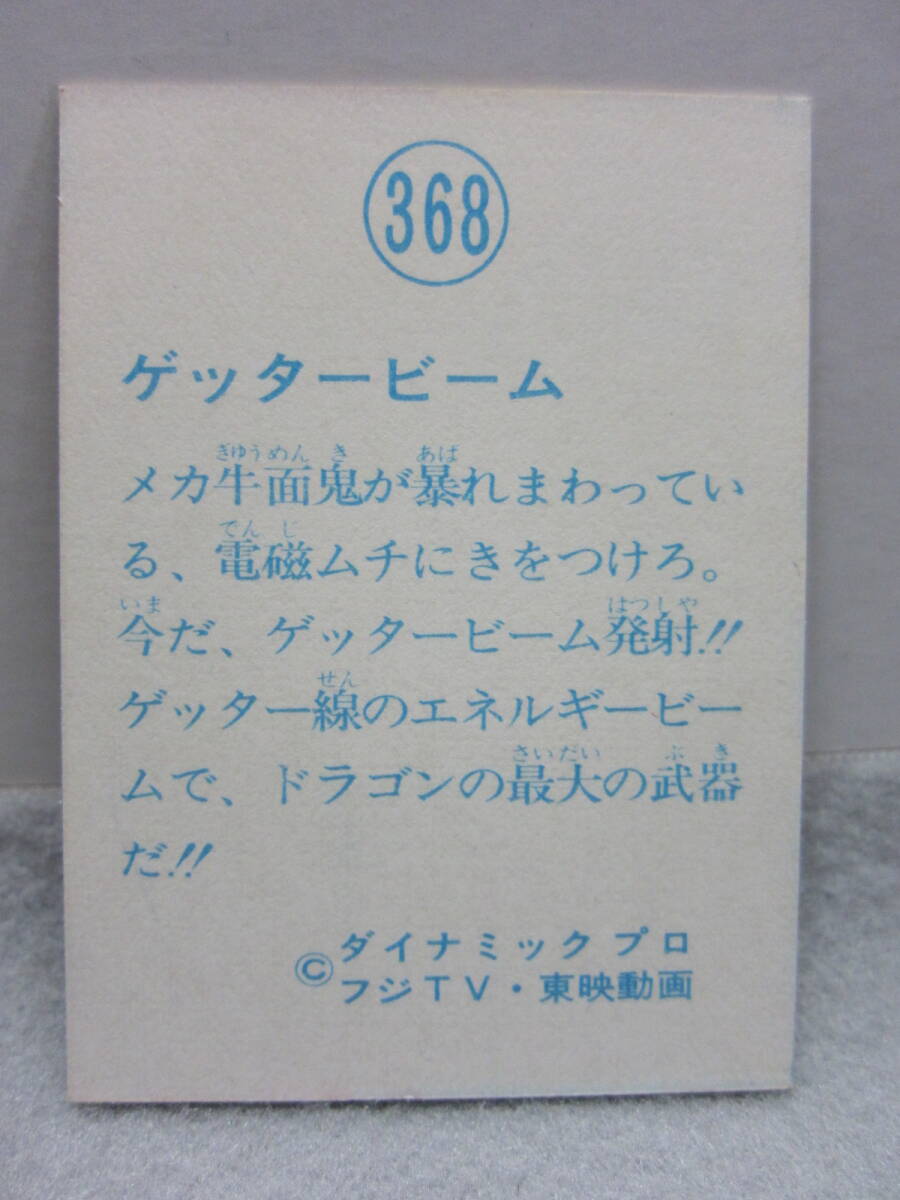 368
ゲッタービーム
メカ牛面鬼が暴れまわってい
る、電磁ムチにきをつけろ。
今だ、ゲッタービーム発射!!
ゲッター線のエネルギービー
ムで、ドラゴンの最大の武器
だ!!
©ダイナミックプロ
フジTV・東映動画